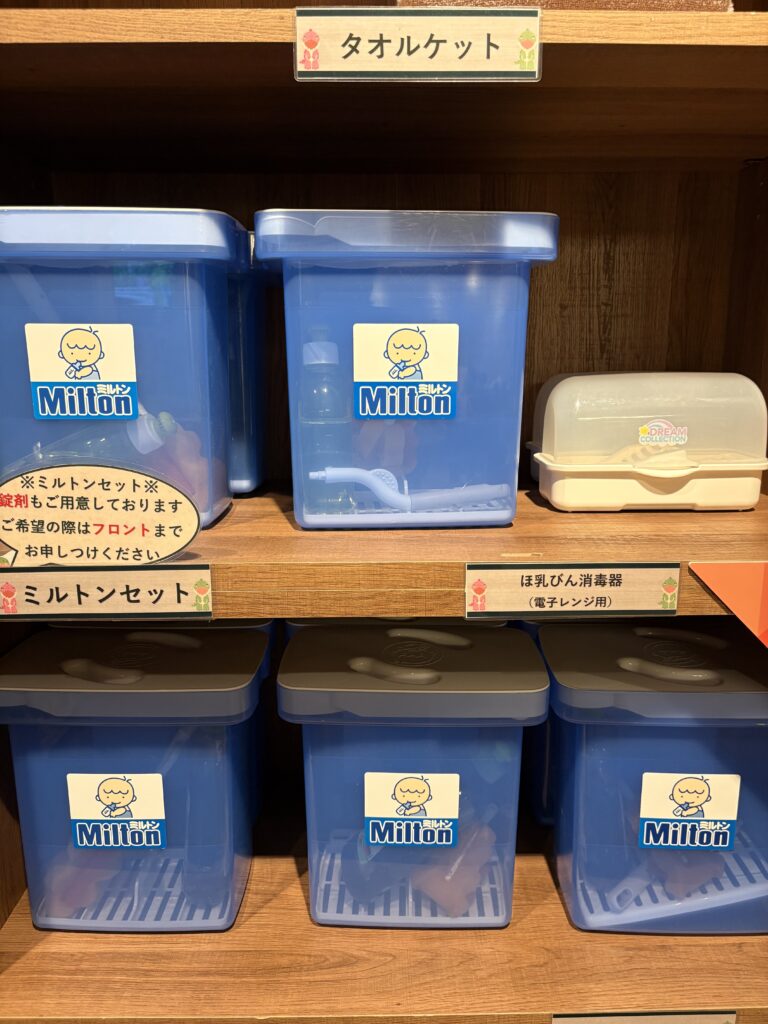 タオルケット
ミルトン
Milton
ミルトン
Milton
DREAM
COLLECTION
※ミルトンセット※
錠剤もご用意しております
ご希望の際はフロントまで
お申しつけください
ミルトンセット
ほ乳びん消毒器
(電子レンジ用)
ミルトン
Milton
ミルトン
Milton
ミルトン
Milton